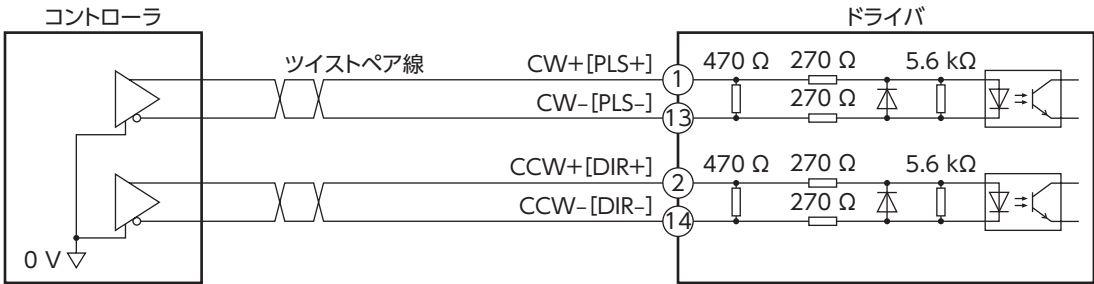 コントローラ
ドライバ
ツイストペア線
CW+[PLS+]
1
470 Ω
270 Ω
5.6 kΩ
CW–[PLS–]
13
270 Ω
CCW+[DIR+]
2
470 Ω
270 Ω
5.6 kΩ
CCW–[DIR–]
14
270 Ω
0 V